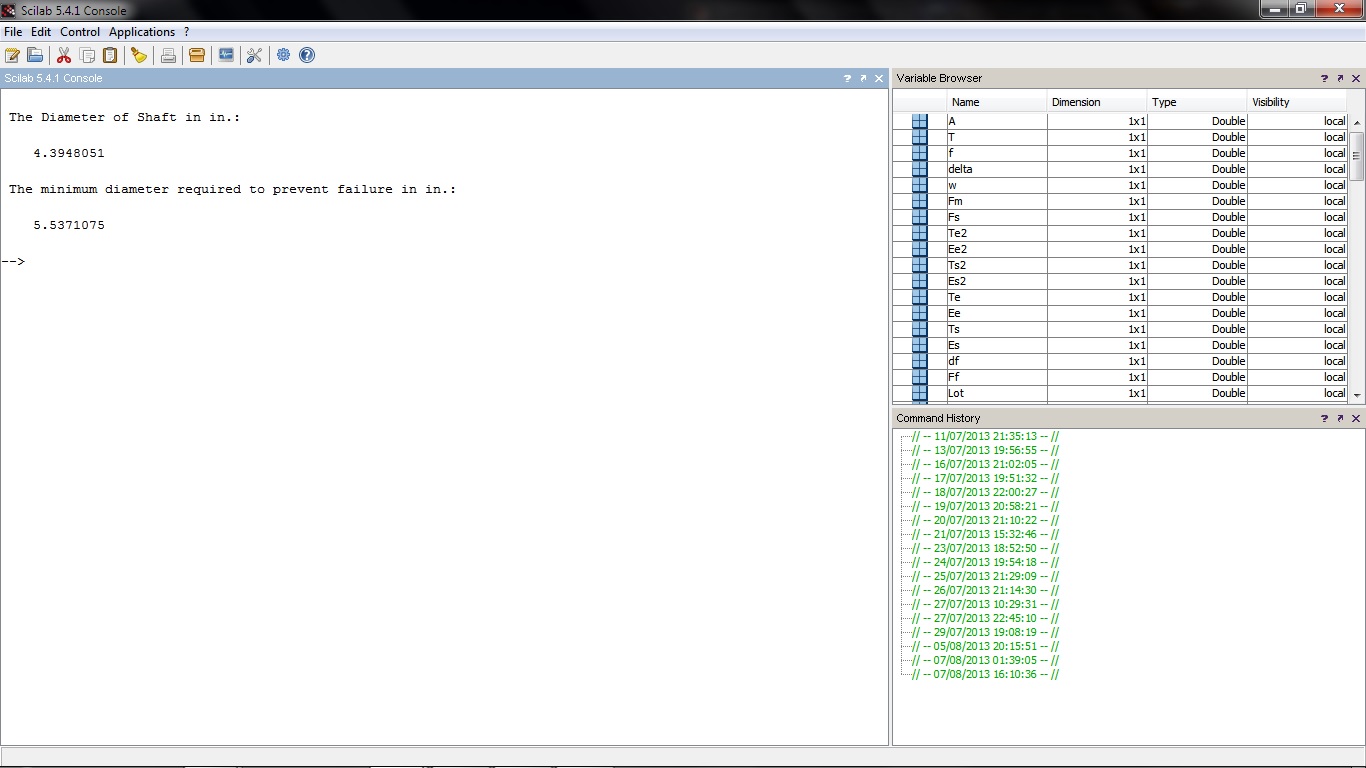 Scilab 5.4.1 Console
File Edit Control Applications ?
Scilab 5.4.1 Console ?
The Diameter of Shaft in in.:
4.3948051
The minimum diameter required to prevent failure in in.:
5.5371075
-->
Variable Browser ?
Name Dimension Type Visibility
A 1x1 Double local
T 1x1 Double local
f 1x1 Double local
delta 1x1 Double local
w 1x1 Double local
Fm 1x1 Double local
Fs 1x1 Double local
Te2 1x1 Double local
Ee2 1x1 Double local
Ts2 1x1 Double local
Es2 1x1 Double local
Te 1x1 Double local
Ee 1x1 Double local
Ts 1x1 Double local
Es 1x1 Double local
df 1x1 Double local
Ff 1x1 Double local
Lot 1x1 Double local
Command History ?
// -- 11/07/2013 21:35:13 -- //
// -- 13/07/2013 19:56:55 -- //
// -- 16/07/2013 21:02:05 -- //
// -- 17/07/2013 19:51:32 -- //
// -- 18/07/2013 22:00:27 -- //
// -- 19/07/2013 20:58:21 -- //
// -- 20/07/2013 21:10:22 -- //
// -- 21/07/2013 15:32:46 -- //
// -- 23/07/2013 18:52:50 -- //
// -- 24/07/2013 19:54:18 -- //
// -- 25/07/2013 21:29:09 -- //
// -- 26/07/2013 21:14:30 -- //
// -- 27/07/2013 10:29:31 -- //
// -- 27/07/2013 22:45:10 -- //
// -- 29/07/2013 19:08:19 -- //
// -- 05/08/2013 20:15:51 -- //
// -- 07/08/2013 01:39:05 -- //
// -- 07/08/2013 16:10:36 -- //